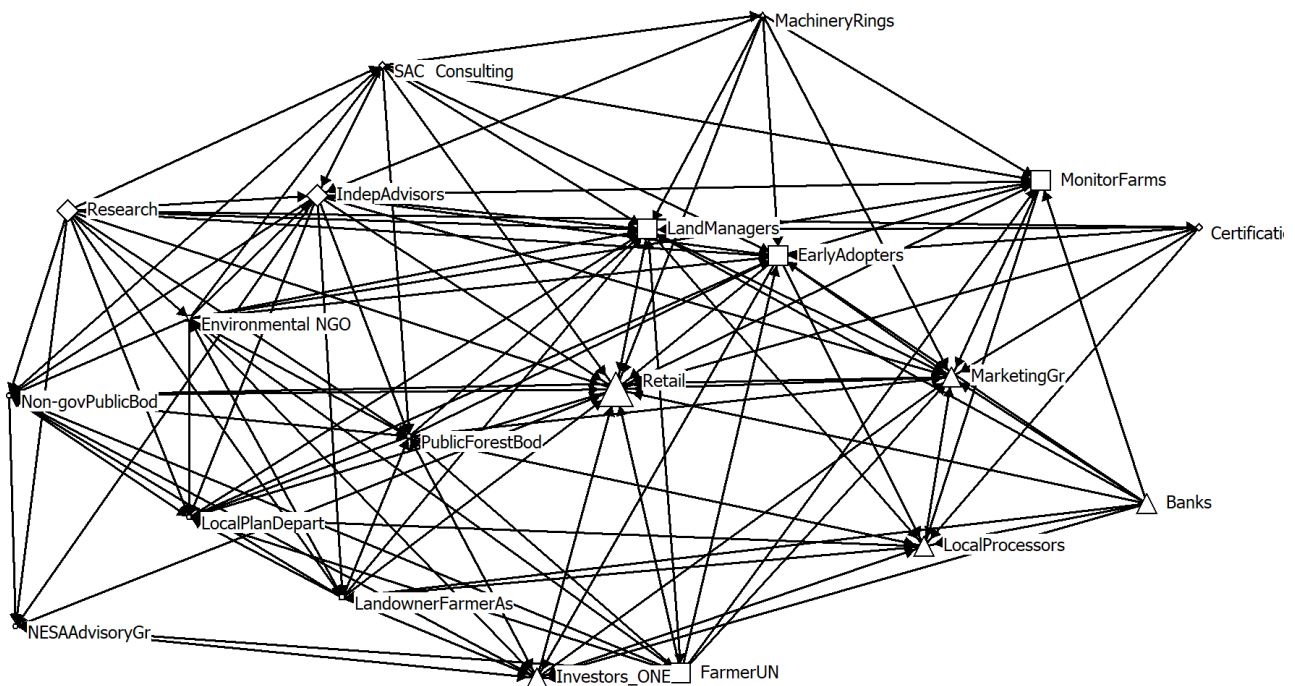 MachineryRings
SAC Consulting
MonitorFarms
IndepAdvisors
Research
LandManagers
Certificati
EarlyAdopters
Environmental NGO
MarketingGr
Retail
Non-govPublicBod
PublicForestBod
Banks
LocalPlanDepart
LocalProcessors
LandownerFarmerAs
NESAAdvisoryGr
FarmerUN
Investors_ONE